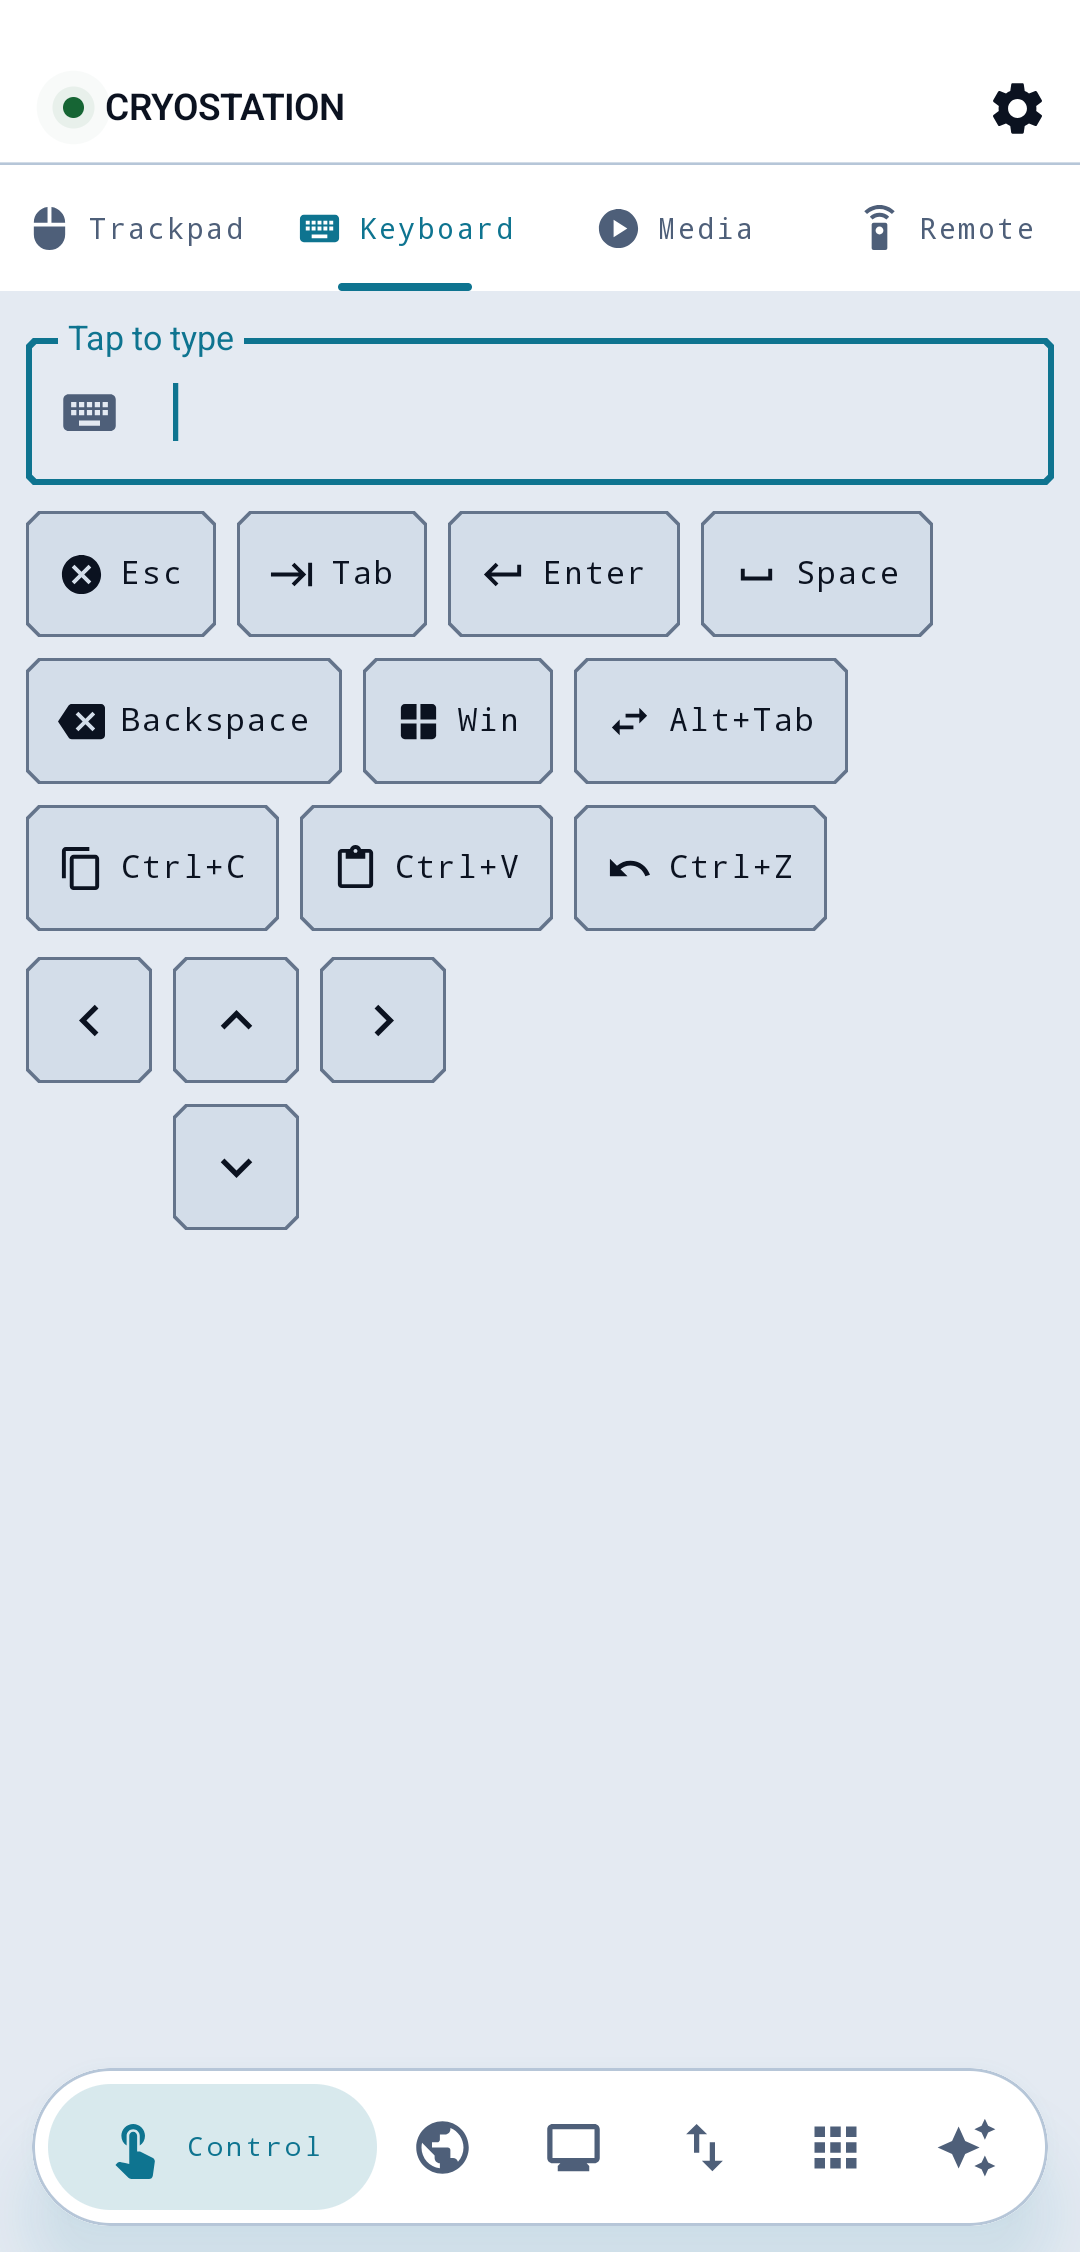 CRYOSTATION
Trackpad Keyboard Media Remote
Tap to type
Esc Tab Enter Space
Backspace Win Alt+Tab
Ctrl+C Ctrl+V Ctrl+Z
Control